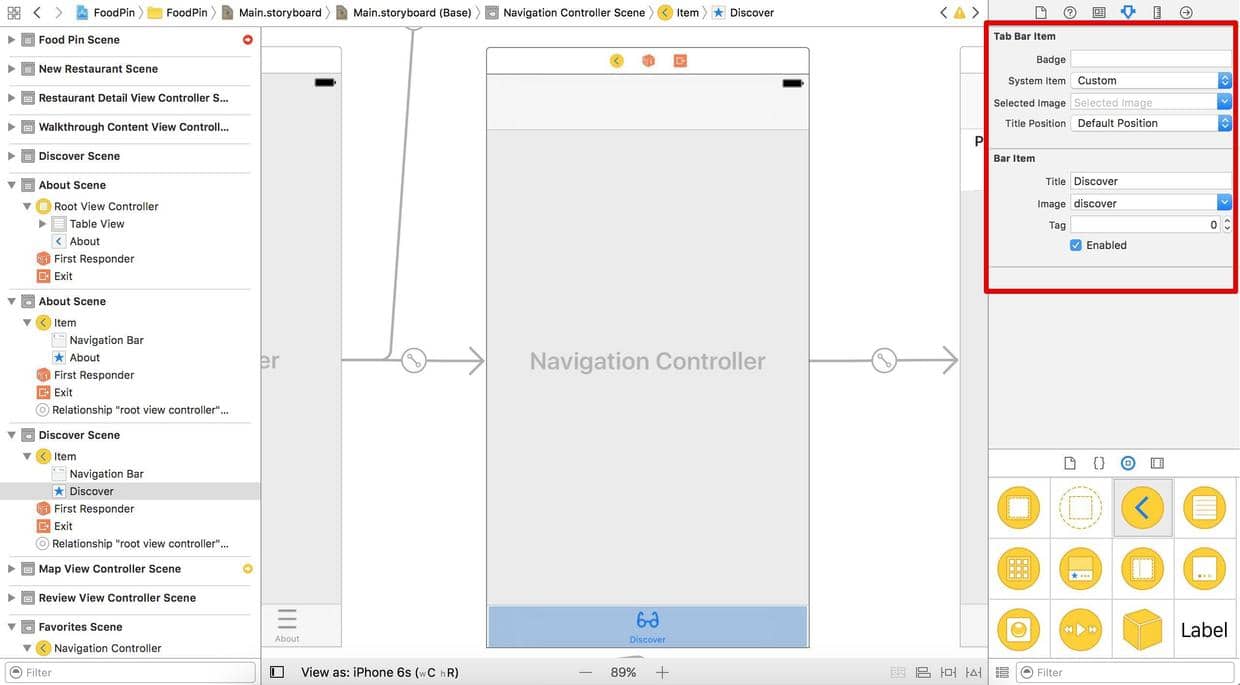 FoodPin FoodPin Main.storyboard Main.storyboard (Base) Navigation Controller Scene Item Discover
Food Pin Scene
New Restaurant Scene
Restaurant Detail View Controller S...
Walkthrough Content View Controll...
Discover Scene
About Scene
Root View Controller
Table View
About
First Responder
Exit
About Scene
Item
Navigation Bar
About
First Responder
Exit
Relationship "root view controller"...
Discover Scene
Item
Navigation Bar
Discover
First Responder
Exit
Relationship "root view controller"...
Map View Controller Scene
Review View Controller Scene
Favorites Scene
Navigation Controller
Filter
er
About
Navigation Controller
Discover
P
View as: iPhone 6s (wC hR)
89%
Tab Bar Item
Badge
System Item Custom
Selected Image Selected Image
Title Position Default Position
Bar Item
Title Discover
Image discover
Tag 0
Enabled
{}
Label
Filter